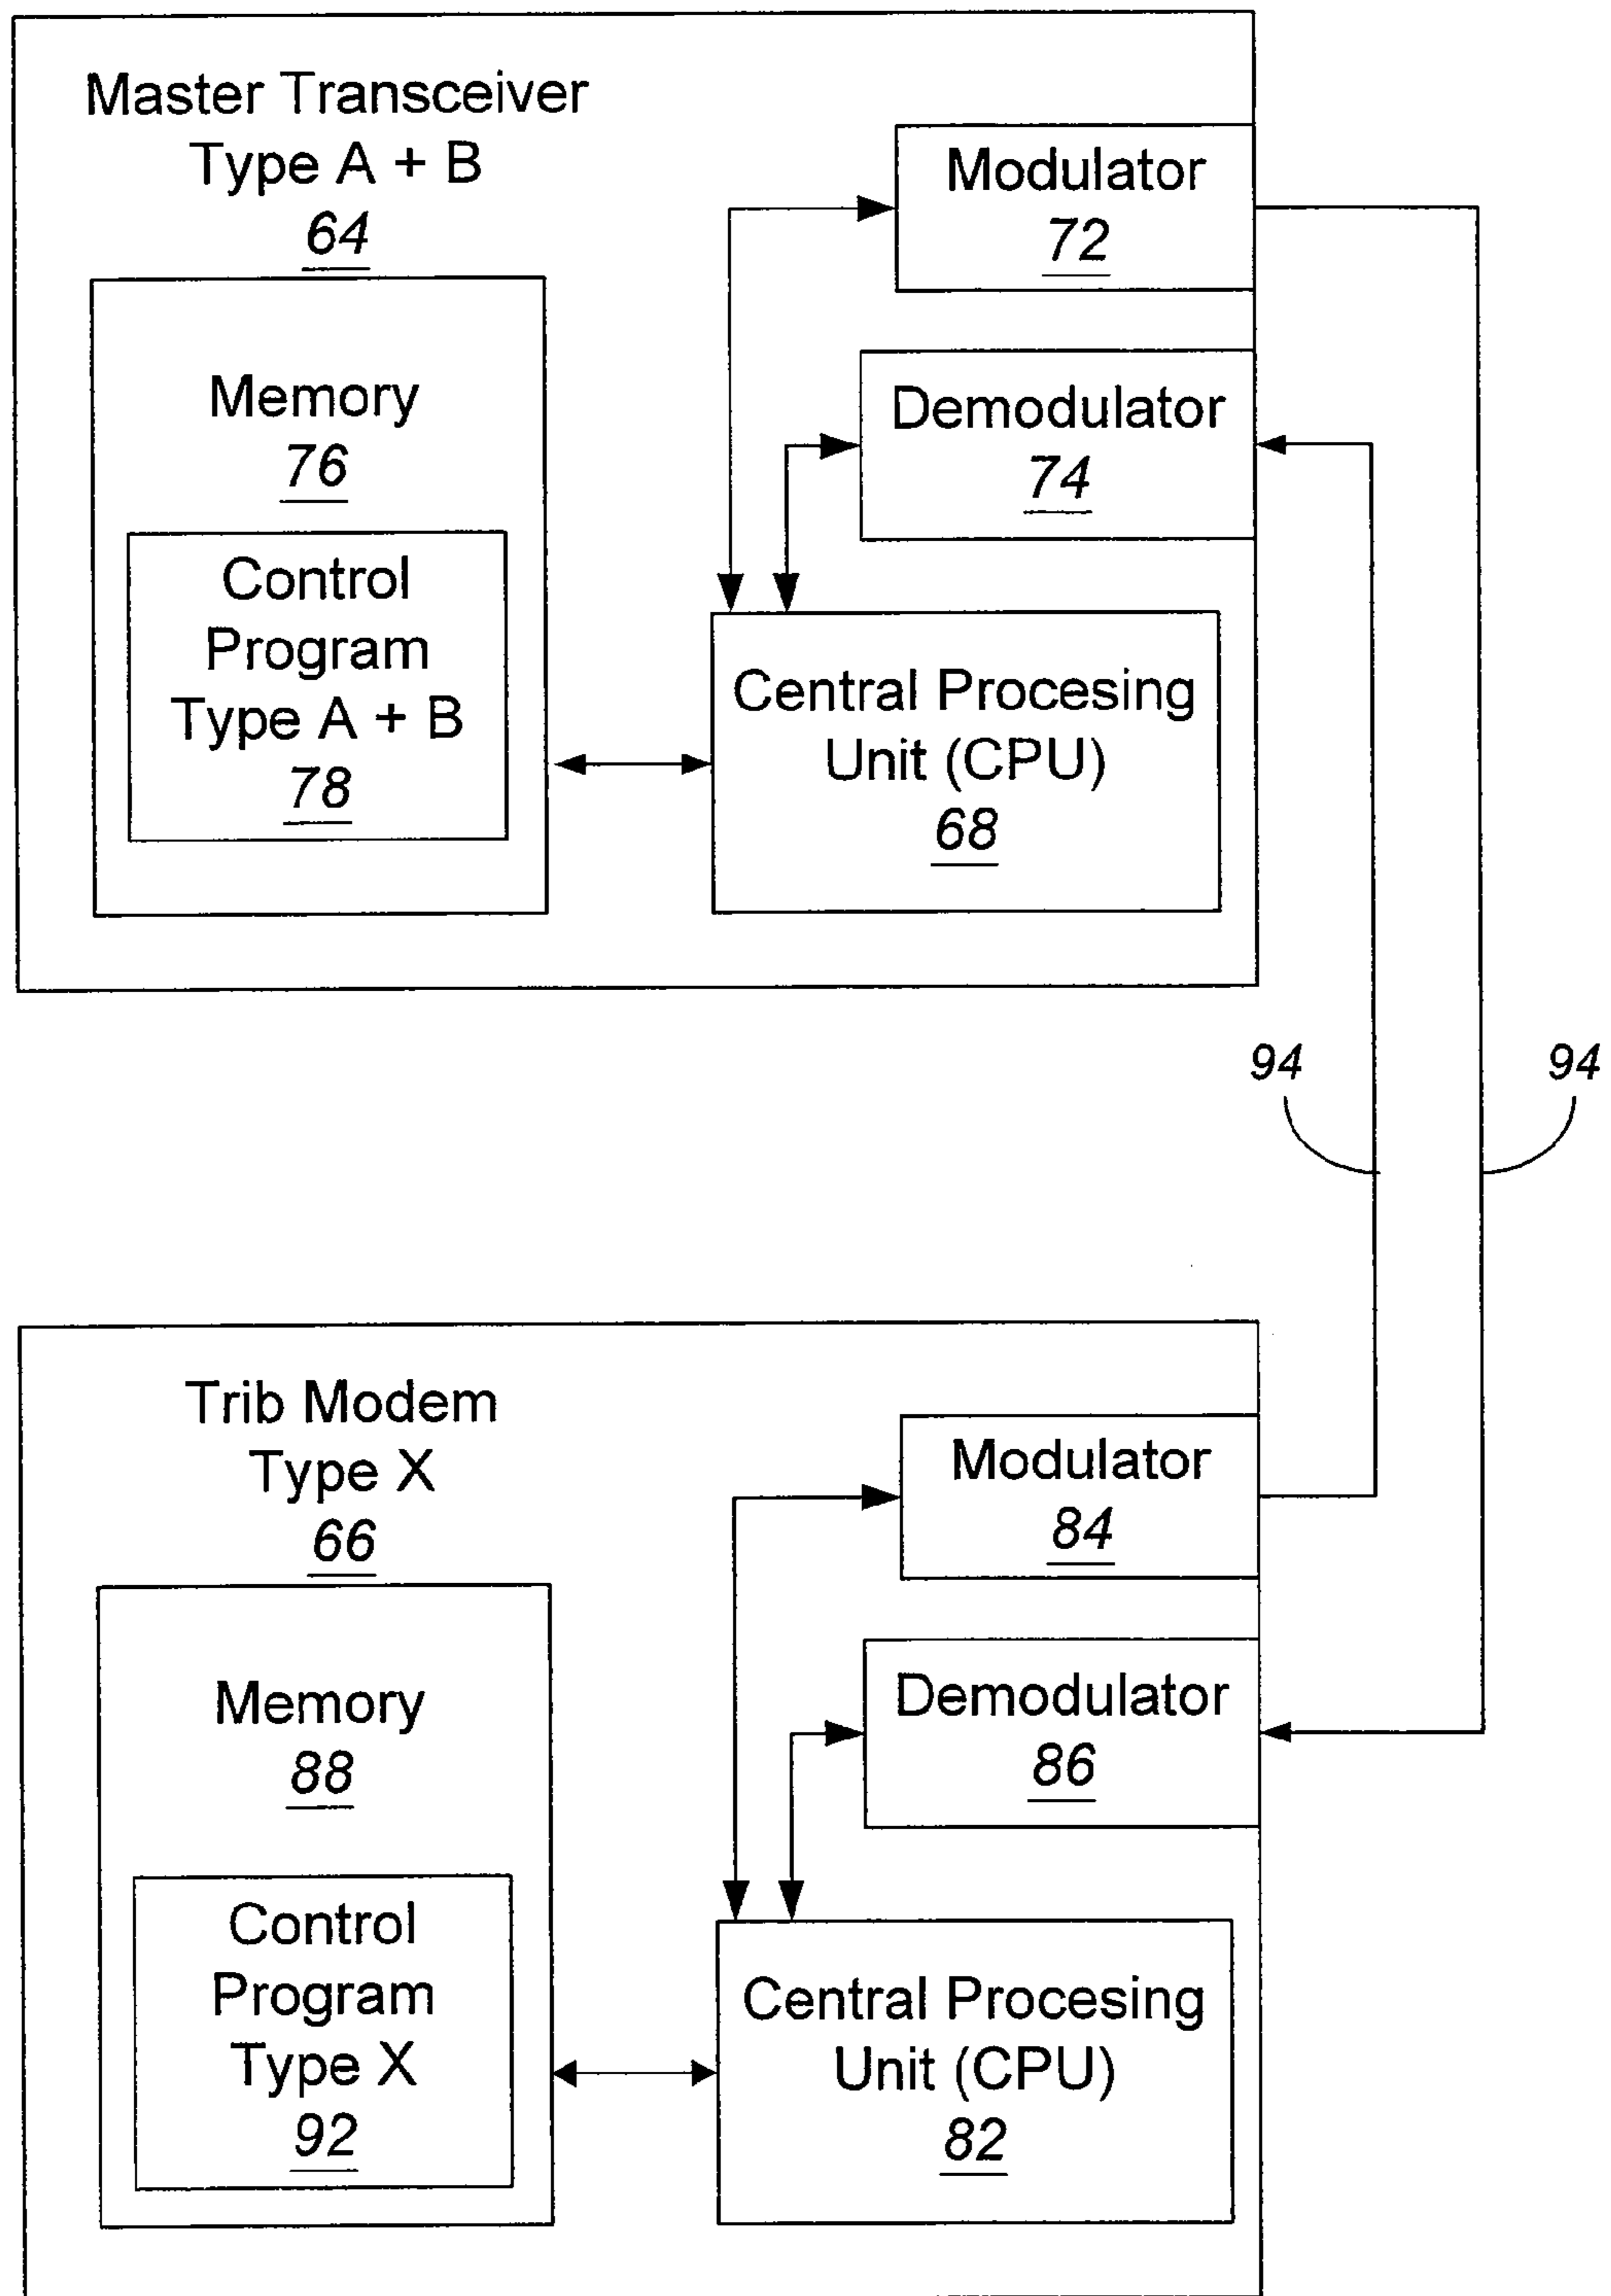 Master Transceiver
Type A + B
64
Modulator
72
Memory
76
Demodulator
74
Control
Program
Type A + B
78
Central Procesing
Unit (CPU)
68
94
94
Trib Modem
Type X
66
Modulator
84
Memory
88
Demodulator
86
Control
Program
Type X
92
Central Procesing
Unit (CPU)
82